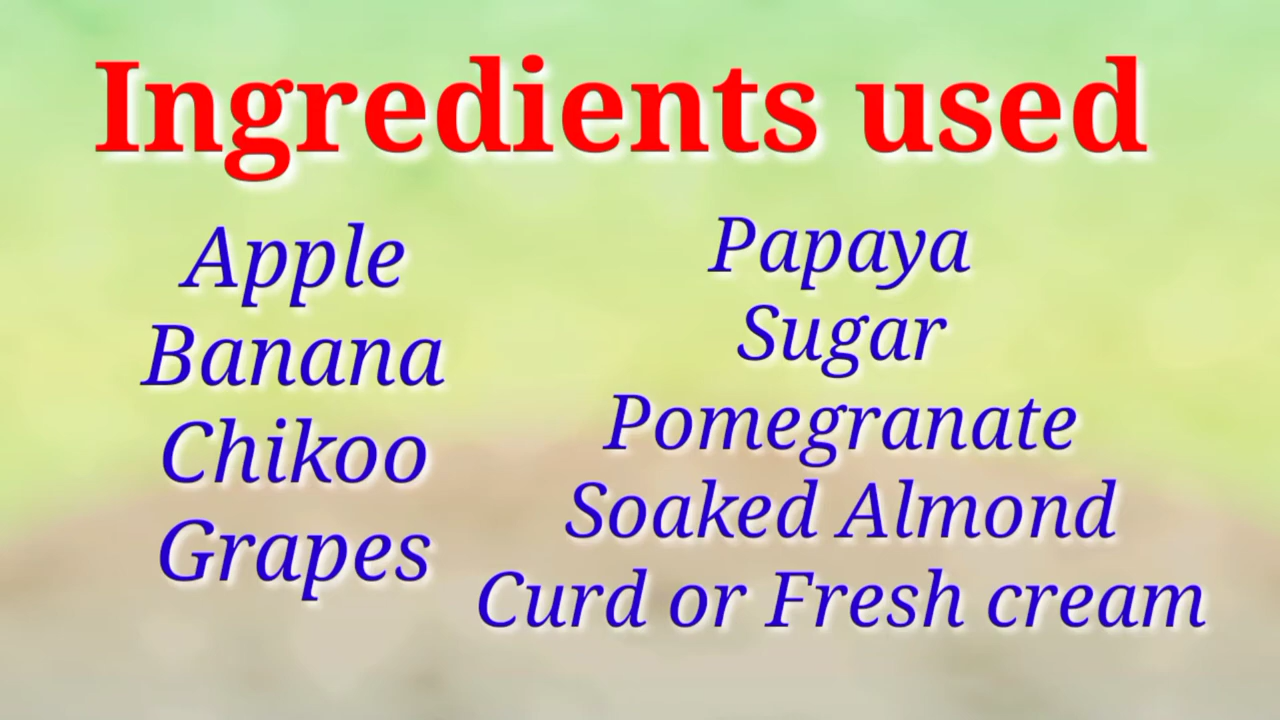 Ingredients used
Apple
Banana
Chikoo
Grapes
Papaya
Sugar
Pomegranate
Soaked Almond
Curd or Fresh cream